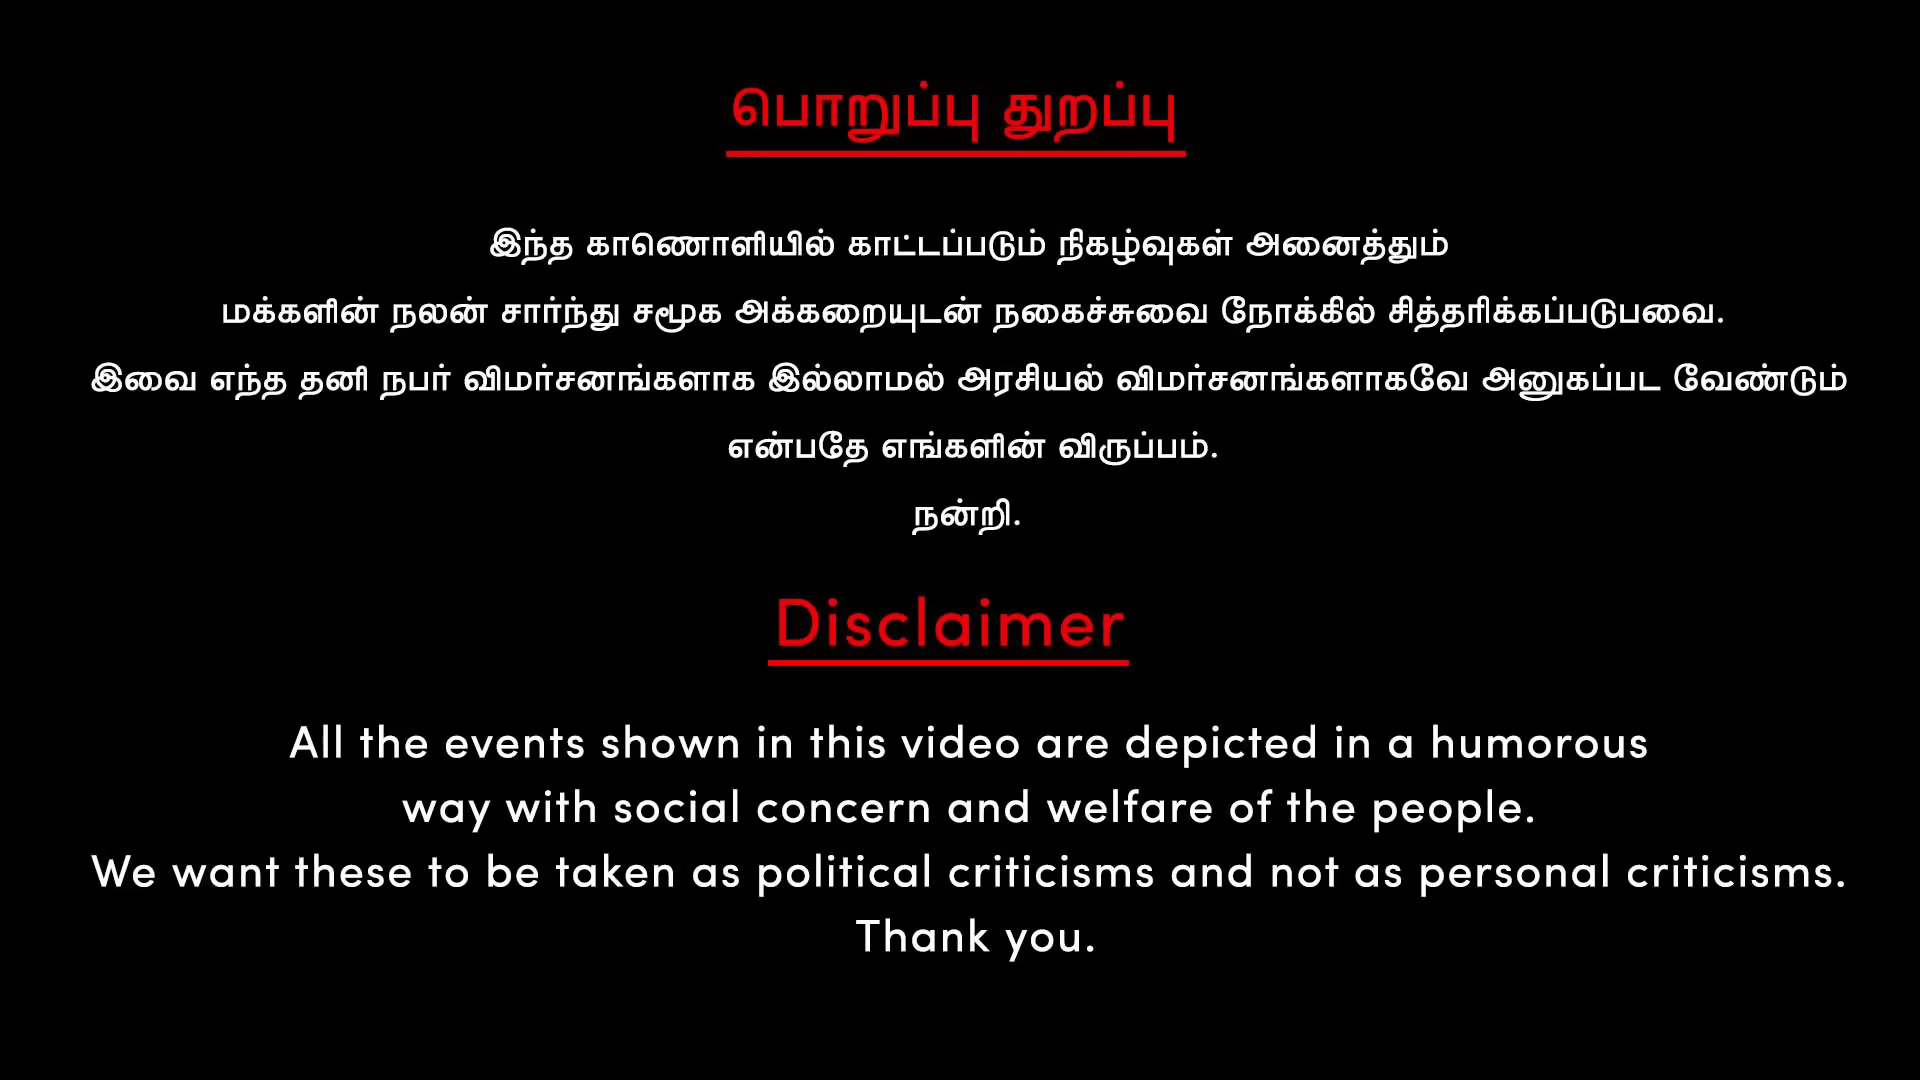 பொறுப்பு துறப்பு
இந்த காணொளியில் காட்டப்படும் நிகழ்வுகள் அனைத்தும்
மக்களின் நலன் சார்ந்து சமூக அக்கறையுடன் நகைச்சுவை நோக்கில் சித்தரிக்கப்படுபவை.
இவை எந்த தனி நபர் விமர்சனங்களாக இல்லாமல் அரசியல் விமர்சனங்களாகவே அனுகப்பட வேண்டும்
என்பதே எங்களின் விருப்பம்.
நன்றி.
Disclaimer
All the events shown in this video are depicted in a humorous
way with social concern and welfare of the people.
We want these to be taken as political criticisms and not as personal criticisms.
Thank you.